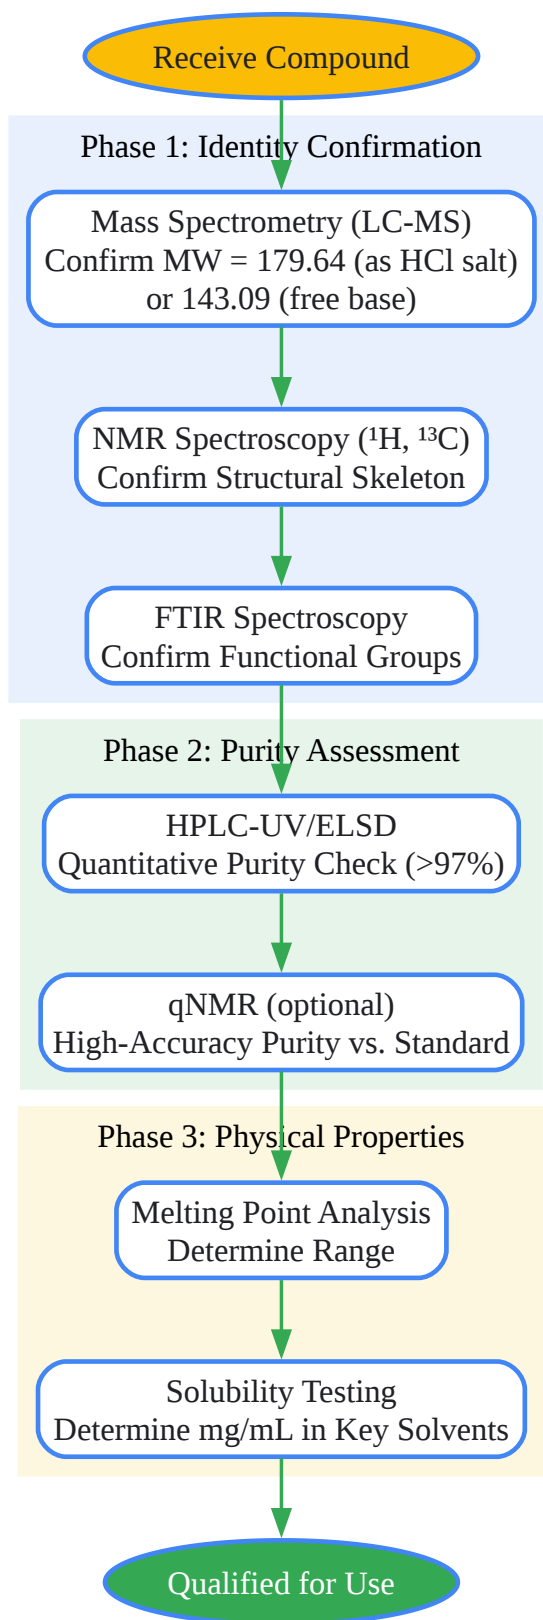 Receive Compound
Phase 1: Identity Confirmation
Mass Spectrometry (LC-MS)
Confirm MW = 179.64 (as HCl salt)
or 143.09 (free base)
NMR Spectroscopy (¹H, ¹³C)
Confirm Structural Skeleton
FTIR Spectroscopy
Confirm Functional Groups
Phase 2: Purity Assessment
HPLC-UV/ELSD
Quantitative Purity Check (>97%)
qNMR (optional)
High-Accuracy Purity vs. Standard
Phase 3: Physical Properties
Melting Point Analysis
Determine Range
Solubility Testing
Determine mg/mL in Key Solvents
Qualified for Use